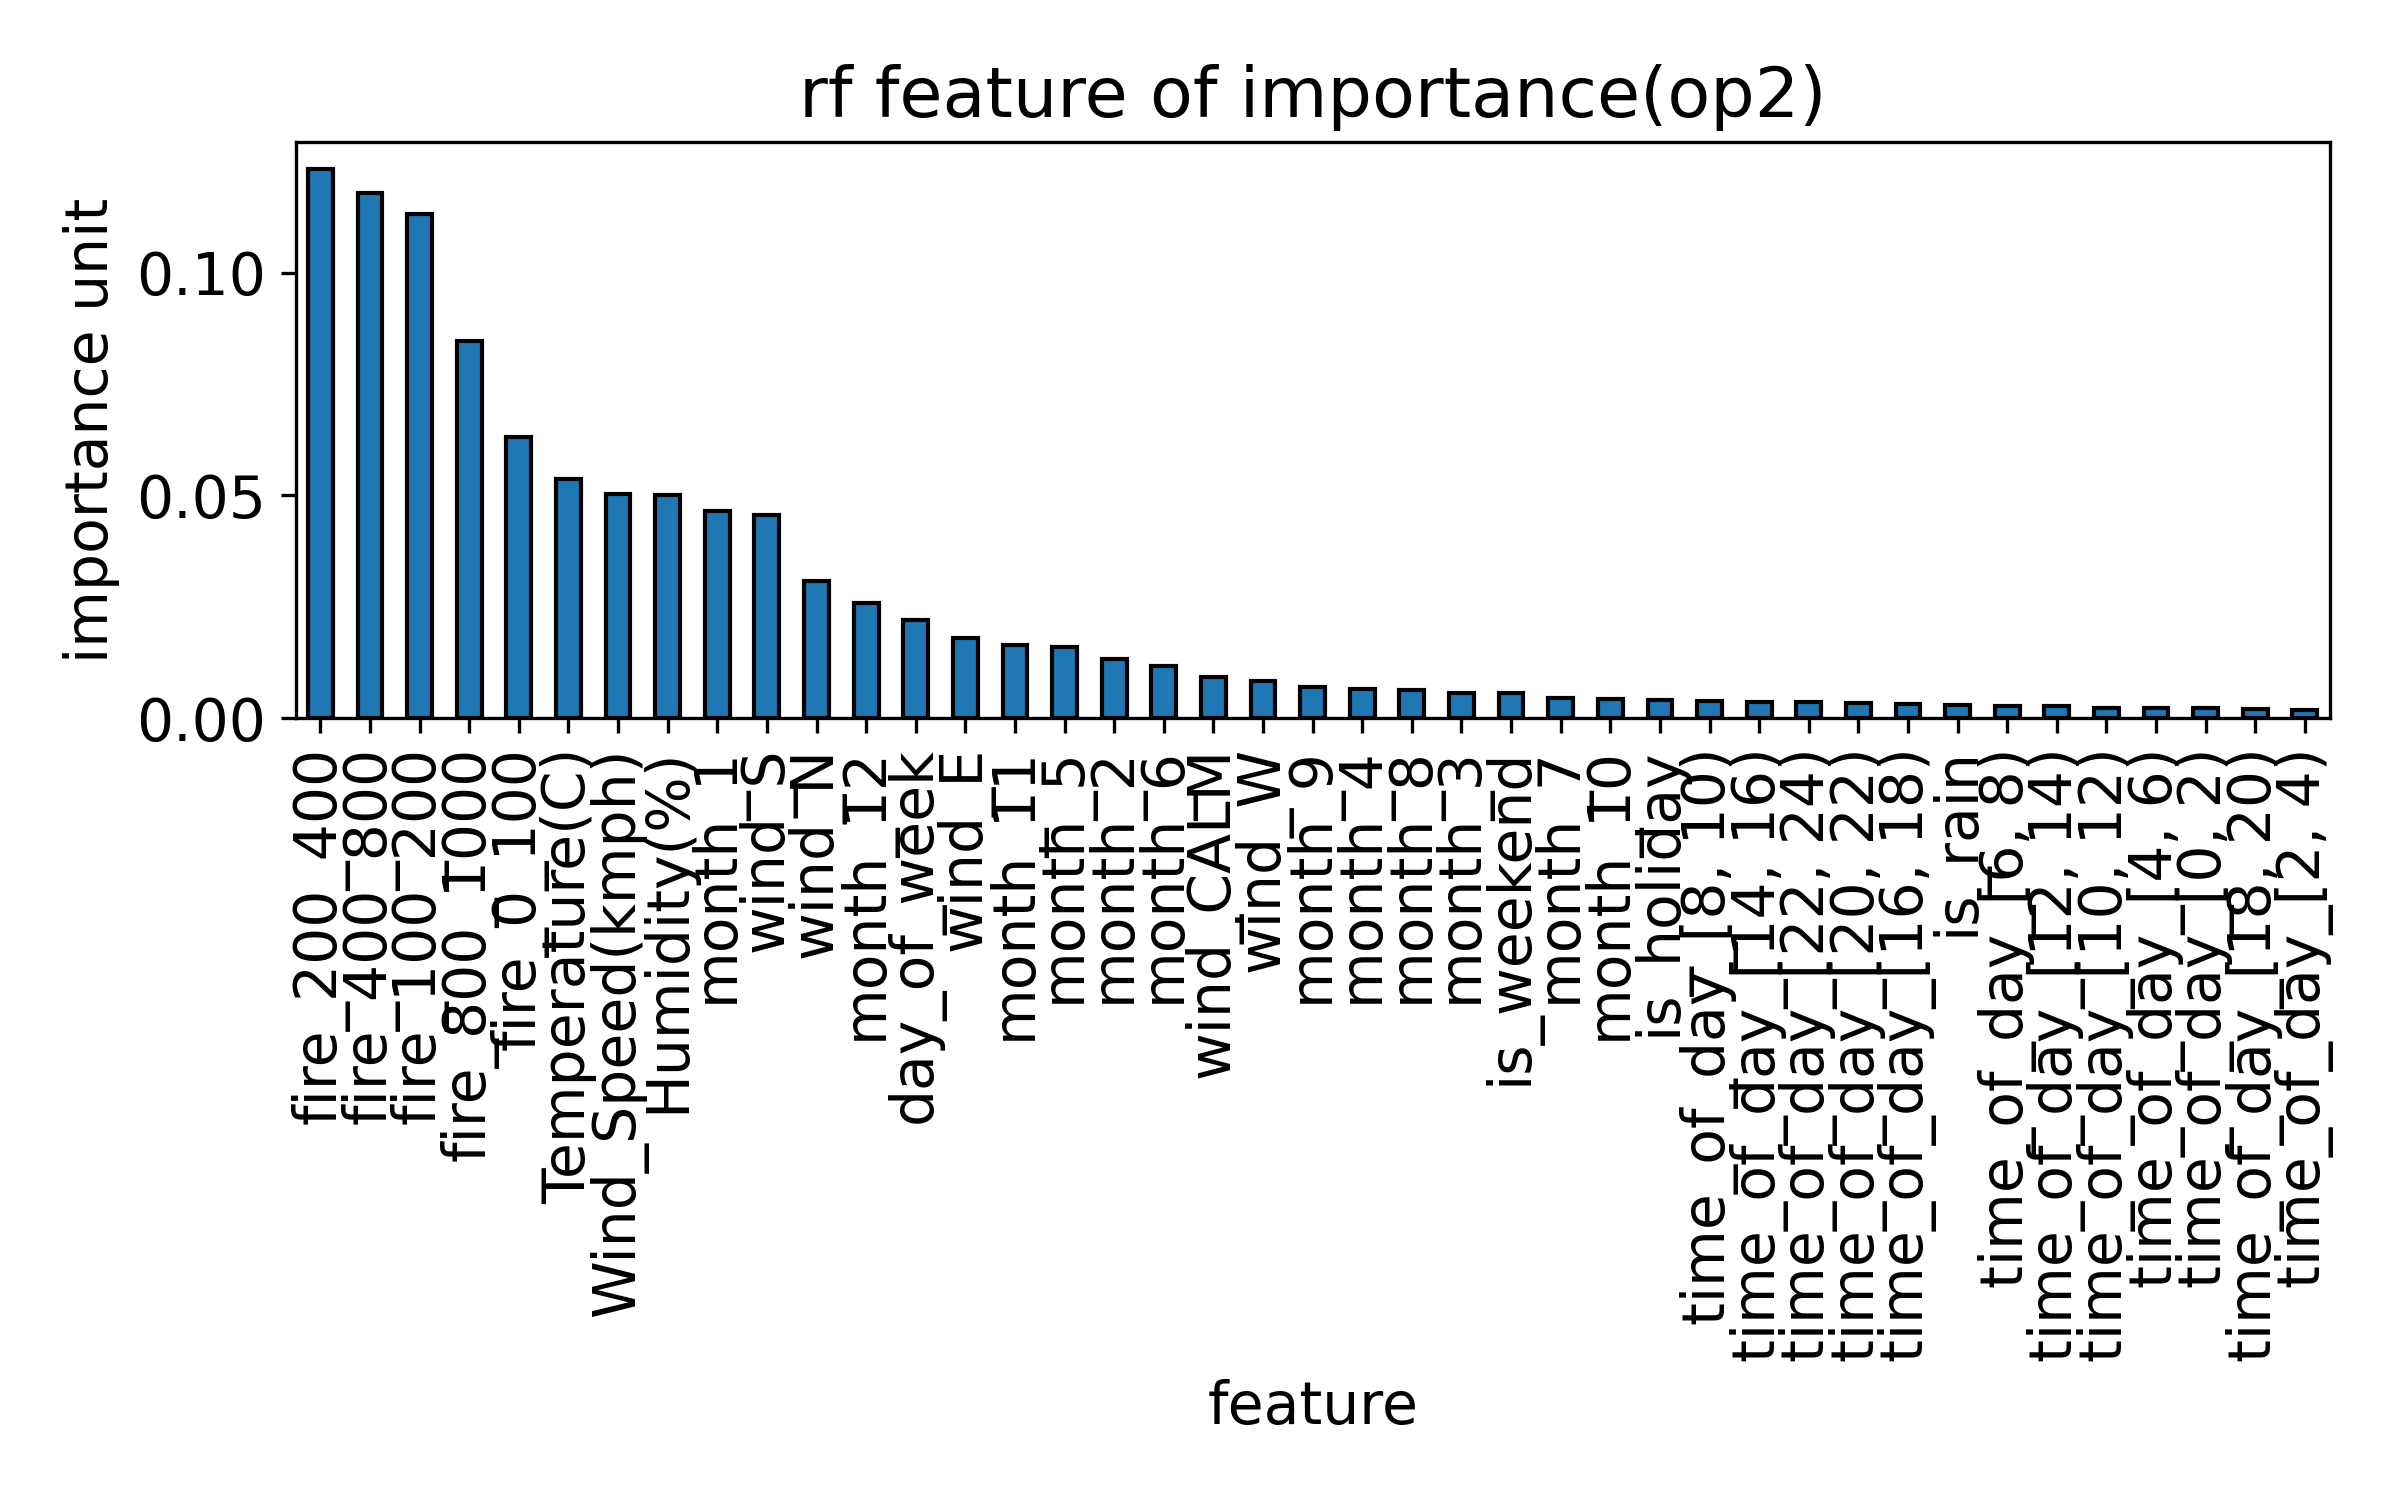 rf feature of importance(op2)
importance unit
0.10
0.05
0.00
fire_200_400
fire_400_800
fire_100_200
fire_800_1000
fire_0_100
Temperature(C)
Wind_Speed(kmph)
Humidity(%)
month_1
wind_S
wind_N
month_12
day_of_week
wind_E
month_11
month_5
month_2
month_6
wind_CALM
wind_W
month_9
month_4
month_8
month_3
is_weekend
month_7
month_10
is_holiday
time_of_day_[8, 10)
time_of_day_[14, 16)
time_of_day_[22, 24)
time_of_day_[20, 22)
time_of_day_[16, 18)
is_rain
time_of_day_[6, 8)
time_of_day_[12, 14)
time_of_day_[10, 12)
time_of_day_[4, 6)
time_of_day_[0, 2)
time_of_day_[18, 20)
time_of_day_[2, 4)
feature